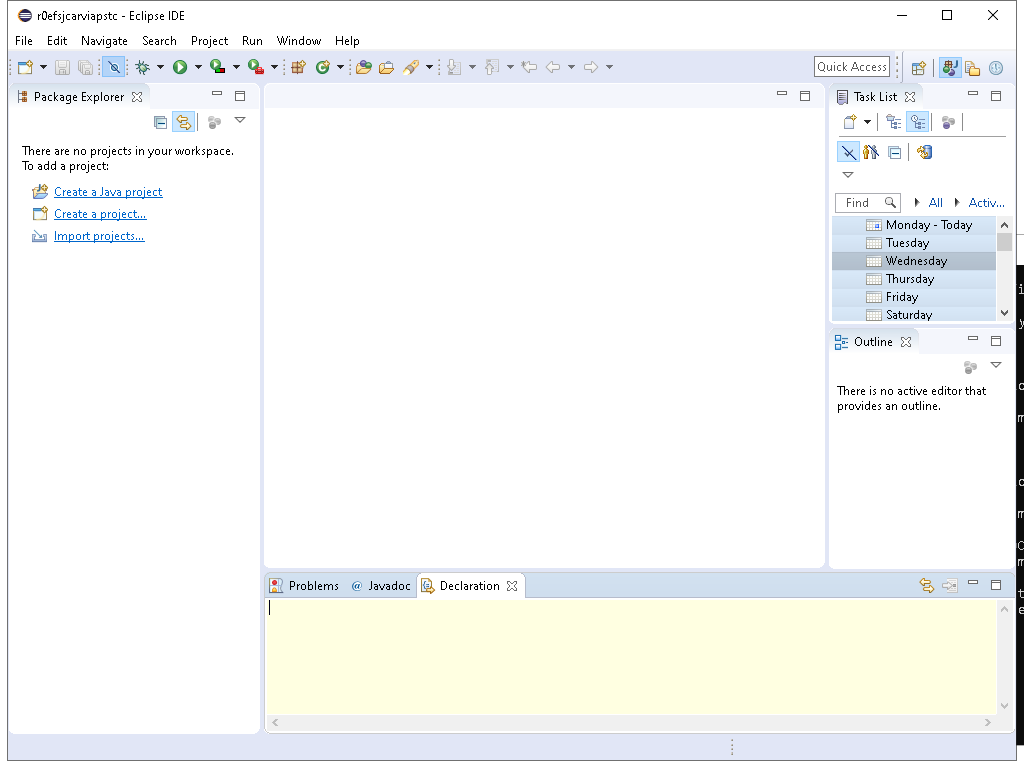 r0efsjcarviapstc - Eclipse IDE
File Edit Navigate Search Project Run Window Help
Quick Access
Package Explorer
There are no projects in your workspace.
To add a project:
Create a Java project
Create a project...
Import projects...
Task List
Find All Activ...
Monday - Today
Tuesday
Wednesday
Thursday
Friday
Saturday
Outline
There is no active editor that
provides an outline.
Problems @ Javadoc Declaration